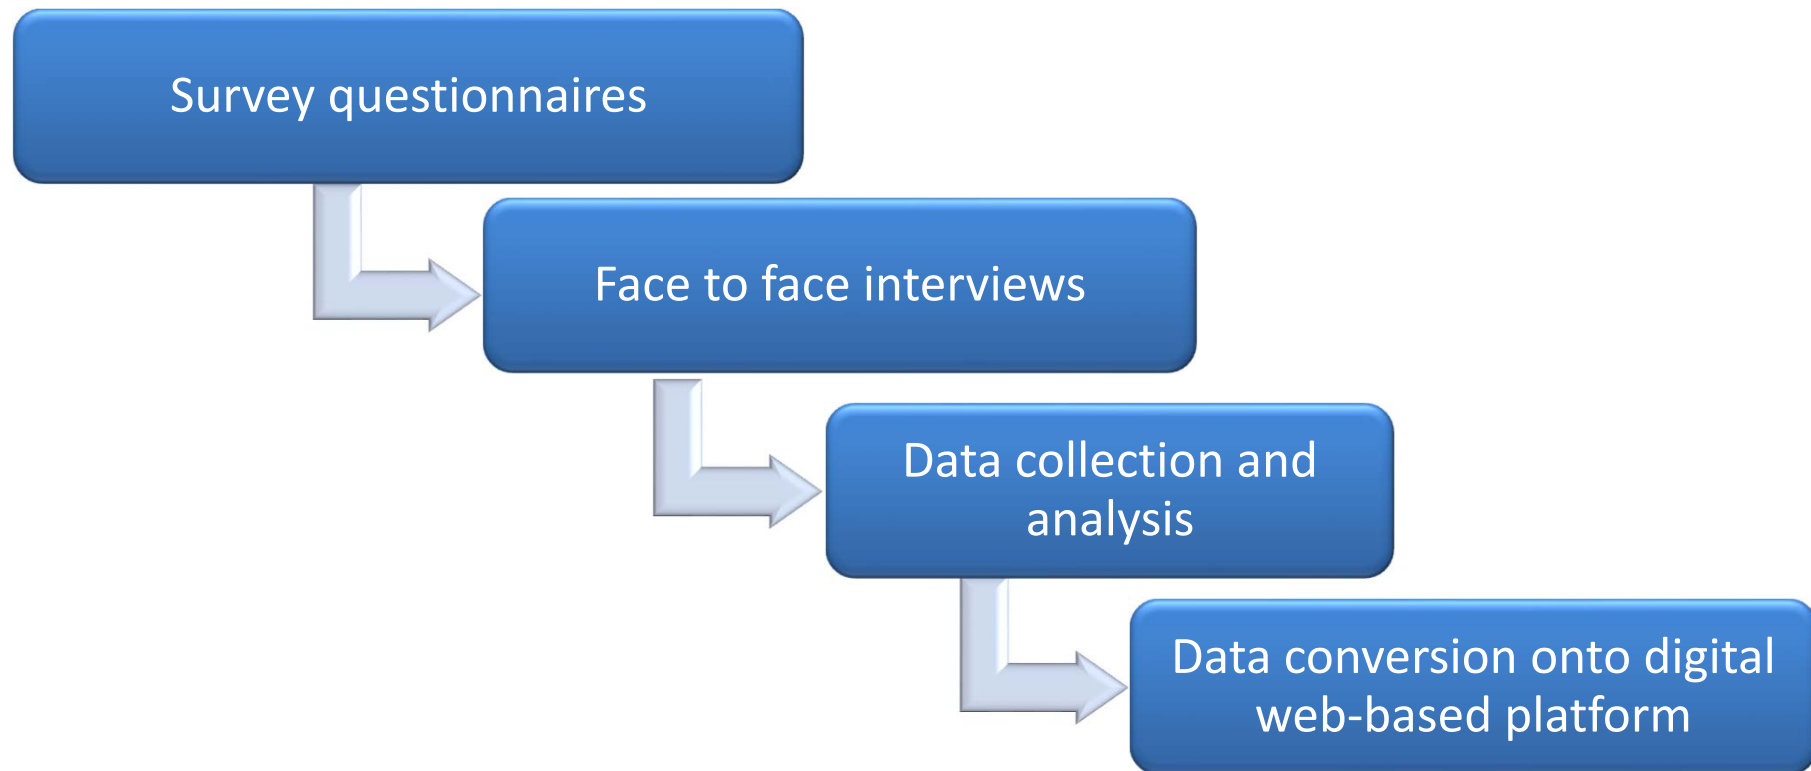 Survey questionnaires
Face to face interviews
Data collection and
analysis
Data conversion onto digital
web-based platform